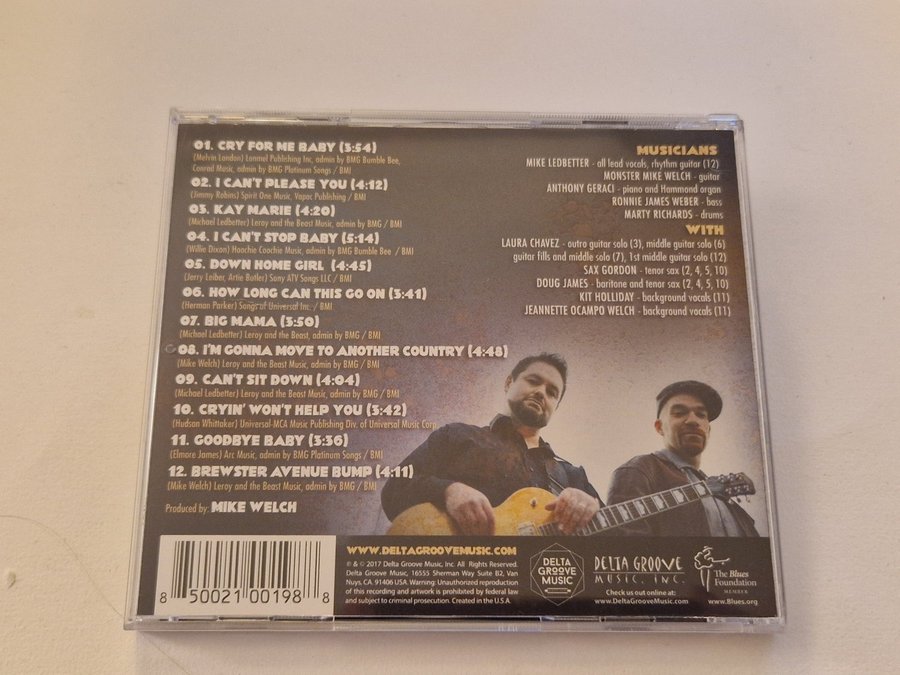 01. CRY FOR ME BABY (3:54)
(Melvin London) Lonmel Publishing Inc, admin by BMG Bumble Bee,
Conrad Music, admin by BMG Platinum Songs / BMI
02. I CAN'T PLEASE YOU (4:12)
(Jimmy Robins) Spirit One Music, Vapac Publishing / BMI
03. KAY MARIE (4:20)
(Michael Ledbetter) Leroy and the Beast Music, admin by BMG / BMI
04. I CAN'T STOP BABY (5:14)
(Willie Dixon) Hoochie Coochie Music, admin by BMG Bumble Bee / BMI
05. DOWN HOME GIRL (4:45)
(Jerry Leiber, Artie Butler) Sony ATV Songs LLC / BMI
06. HOW LONG CAN THIS GO ON (3:41)
(Herman Parker) Songs of Universal Inc. / BMI
07. BIG MAMA (3:50)
(Michael Ledbetter) Leroy and the Beast, admin by BMG / BMI
08. I'M GONNA MOVE TO ANOTHER COUNTRY (4:48)
(Mike Welch) Leroy and the Beast Music, admin by BMG / BMI
09. CAN'T SIT DOWN (4:04)
(Michael Ledbetter) Leroy and the Beast Music, admin by BMG / BMI
10. CRYIN' WON'T HELP YOU (3:42)
(Hudson Whittaker) Universal-MCA Music Publishing Div. of Universal Music Corp
11. GOODBYE BABY (3:36)
(Elmore James) Arc Music, admin by BMG Platinum Songs / BMI
12. BREWSTER AVENUE BUMP (4:11)
(Mike Welch) Leroy and the Beast Music, admin by BMG / BMI
Produced by: MIKE WELCH
MUSICIANS
MIKE LEDBETTER - all lead vocals, rhythm guitar (12)
MONSTER MIKE WELCH - guitar
ANTHONY GERACI - piano and Hammond organ
RONNIE JAMES WEBER - bass
MARTY RICHARDS - drums
WITH
LAURA CHAVEZ - outro guitar solo (3), middle guitar solo (6)
guitar fills and middle solo (7), 1st middle guitar solo (12)
SAX GORDON - tenor sax (2, 4, 5, 10)
DOUG JAMES - baritone and tenor sax (2, 4, 5, 10)
KIT HOLLIDAY - background vocals (11)
JEANNETTE OCAMPO WELCH - background vocals (11)
8 50021 00198 8
WWW.DELTAGROOVEMUSIC.COM
℗ & © 2017 Delta Groove Music, Inc. All Rights Reserved.
Delta Groove Music, 16555 Sherman Way Suite B2, Van
Nuys, CA. 91406 USA. Warning: Unauthorized reproduction
of this recording and artwork is prohibited by federal law
and subject to criminal prosecution. Created in the U.S.A.
DELTA
GROOVE
MUSIC
DELTA GROOVE
MUSIC, INC.
Check us out online at:
www.DeltaGrooveMusic.com
The Blues
Foundation
MEMBER
www.Blues.org